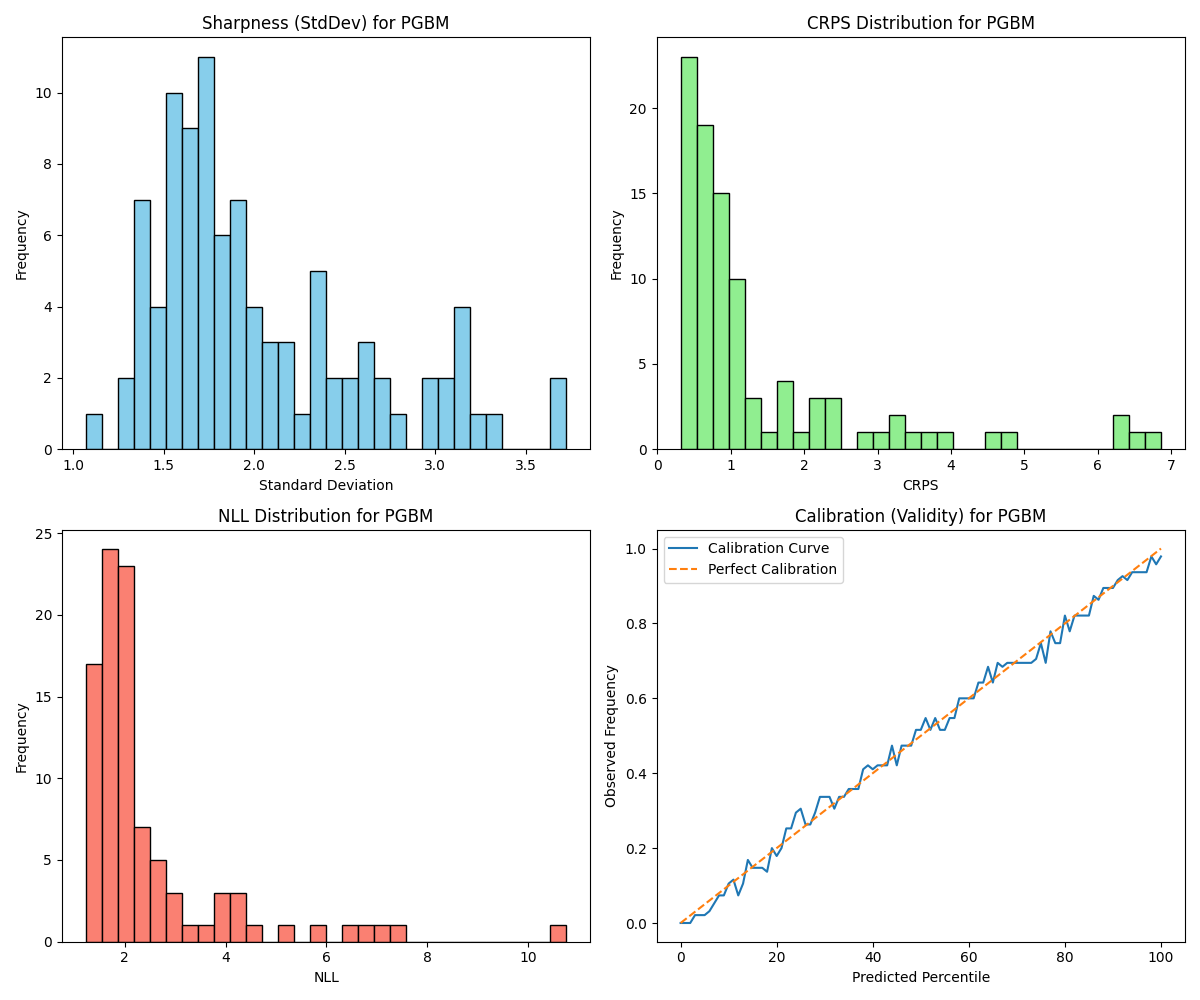 Sharpness (StdDev) for PGBM
Frequency
10
8
6
4
2
0
1.0 1.5 2.0 2.5 3.0 3.5
Standard Deviation
CRPS Distribution for PGBM
Frequency
20
15
10
5
0
0 1 2 3 4 5 6 7
CRPS
NLL Distribution for PGBM
Frequency
25
20
15
10
5
0
2 4 6 8 10
NLL
Calibration (Validity) for PGBM
Calibration Curve
Perfect Calibration
Observed Frequency
1.0
0.8
0.6
0.4
0.2
0.0
0 20 40 60 80 100
Predicted Percentile